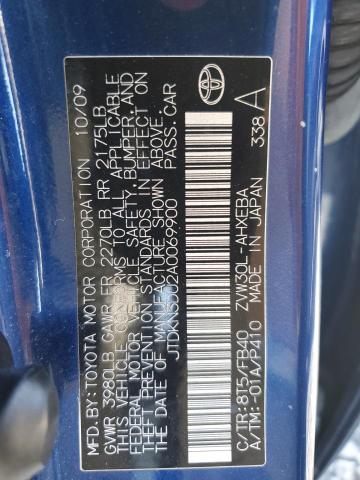 MFD. BY: TOYOTA MOTOR CORPORATION 10/09
GVWR 3980LB GAWR FR 2270LB RR 2175LB
THIS VEHICLE CONFORMS TO ALL APPLICABLE
FEDERAL MOTOR VEHICLE SAFETY, BUMPER, AND
THEFT PREVENTION STANDARDS IN EFFECT ON
THE DATE OF MANUFACTURE SHOWN ABOVE.
JTDKN3DU2A0069900 PASS.CAR
C/TR:8T5/FB40 ZVW30L-AHXEBA
A/TM:-01A/P410 MADE IN JAPAN 338 A